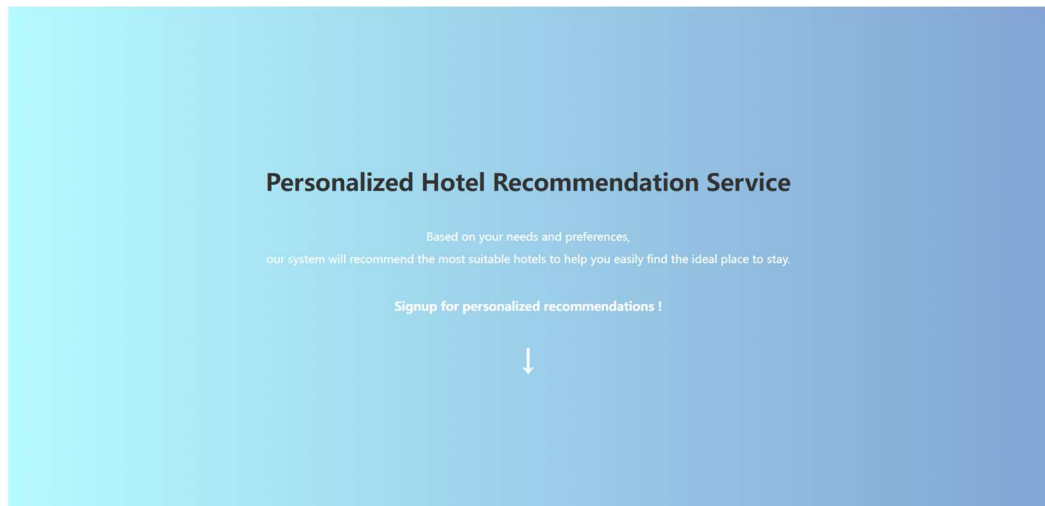 Personalized Hotel Recommendation Service
Based on your needs and preferences,
our system will recommend the most suitable hotels to help you easily find the ideal place to stay.
Signup for personalized recommendations !
↓